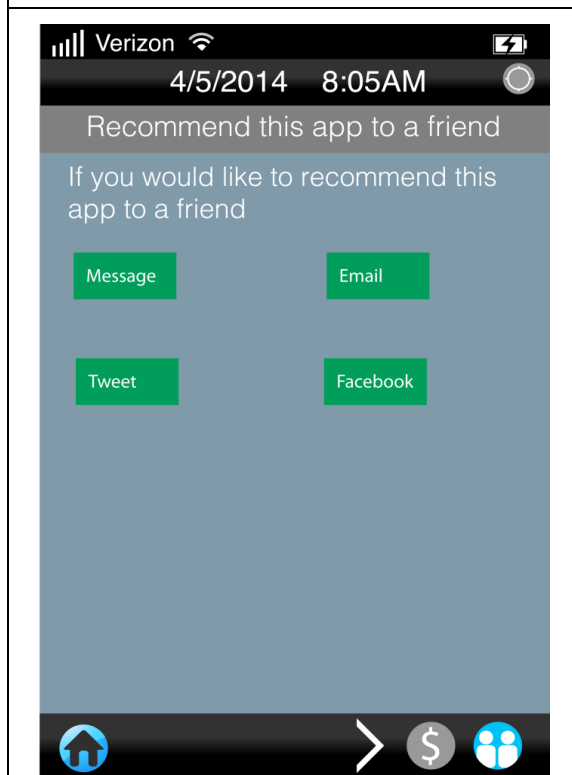 Verizon
4/5/2014 8:05AM
Recommend this app to a friend
If you would like to recommend this
app to a friend
Message Email
Tweet Facebook
$